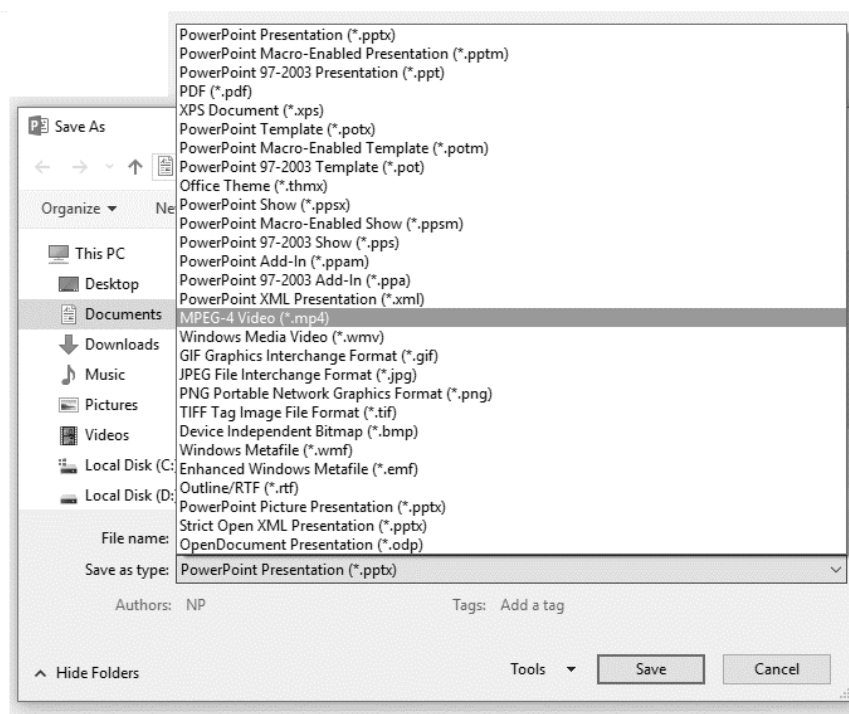 PowerPoint Presentation (*.pptx)
PowerPoint Macro-Enabled Presentation (*.pptm)
PowerPoint 97-2003 Presentation (*.ppt)
PDF (*.pdf)
XPS Document (*.xps)
PowerPoint Template (*.potx)
PowerPoint Macro-Enabled Template (*.potm)
PowerPoint 97-2003 Template (*.pot)
Office Theme (*.thmx)
PowerPoint Show (*.ppsx)
PowerPoint Macro-Enabled Show (*.ppsm)
PowerPoint 97-2003 Show (*.pps)
PowerPoint Add-In (*.ppam)
PowerPoint 97-2003 Add-In (*.ppa)
PowerPoint XML Presentation (*.xml)
MPEG-4 Video (*.mp4)
Windows Media Video (*.wmv)
GIF Graphics Interchange Format (*.gif)
JPEG File Interchange Format (*.jpg)
PNG Portable Network Graphics Format (*.png)
TIFF Tag Image File Format (*.tif)
Device Independent Bitmap (*.bmp)
Windows Metafile (*.wmf)
Enhanced Windows Metafile (*.emf)
Outline/RTF (*.rtf)
PowerPoint Picture Presentation (*.pptx)
Strict Open XML Presentation (*.pptx)
OpenDocument Presentation (*.odp)
Save As
Organize
Ne
This PC
Desktop
Documents
Downloads
Music
Pictures
Videos
Local Disk (C:
Local Disk (D:
File name:
Save as type: PowerPoint Presentation (*.pptx)
Authors: NP Tags: Add a tag
Hide Folders Tools Save Cancel